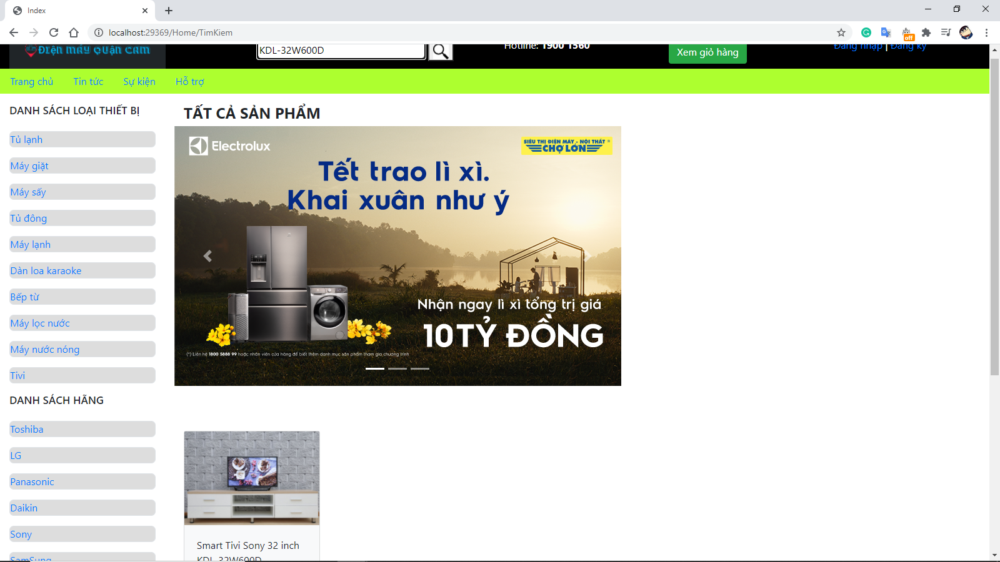 Index
localhost:29369/Home/TimKiem
off
Điện máy Quận Cam
KDL-32W600D
Hotline: 1900 1560
Xem giỏ hàng
Đăng nhập | Đăng ký
Trang chủ
Tin tức
Sự kiện
Hỗ trợ
DANH SÁCH LOẠI THIẾT BỊ
Tủ lạnh
Máy giặt
Máy sấy
Tủ đông
Máy lạnh
Dàn loa karaoke
Bếp từ
Máy lọc nước
Máy nước nóng
Tivi
DANH SÁCH HÃNG
Toshiba
LG
Panasonic
Daikin
Sony
SamSung
TẤT CẢ SẢN PHẨM
Electrolux
SIÊU THỊ ĐIỆN MÁY - NỘI THẤT ®
CHỢ LỚN
Tết trao lì xì.
Khai xuân như ý
Nhận ngay lì xì tổng trị giá
10 TỶ ĐỒNG
(*) Liên hệ 1800 5888 99 hoặc nhân viên cửa hàng để biết thêm danh mục sản phẩm tham gia chương trình
Smart Tivi Sony 32 inch
KDL-32W600D